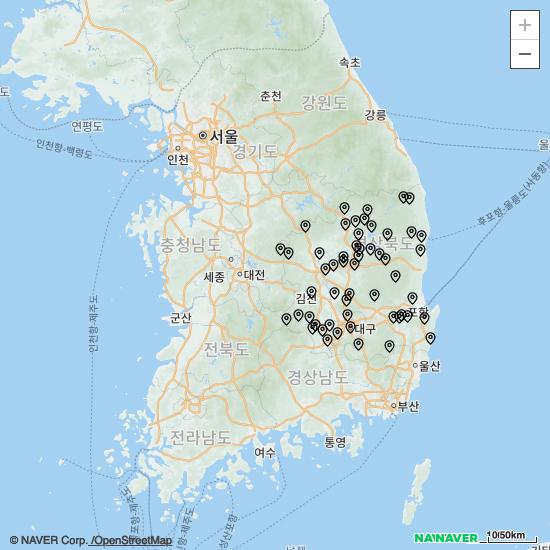 +
−
속초
춘천
강원도
강릉
도
연평도
서울
울
경기도
인천
인천항-백령도
후포항-울릉도(사동항)
충청남도
세종
대전
김천
포항
인천항-제주도
군산
대구
전북도
울산
경상남도
부산
전라남도
통영
여수
© NAVER Corp. /OpenStreetMap
NAVER
10/50km